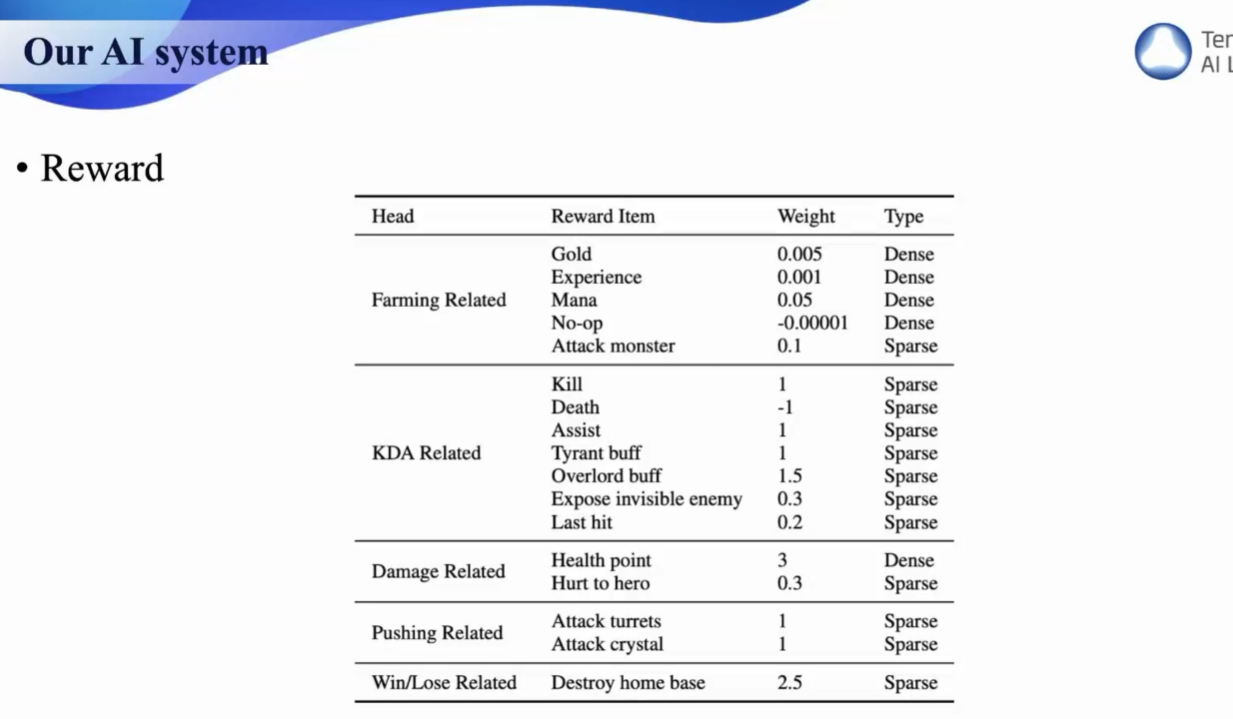 Our AI system
Ter
AI L
• Reward
Head Reward Item Weight Type
Farming Related
Gold 0.005 Dense
Experience 0.001 Dense
Mana 0.05 Dense
No-op -0.00001 Dense
Attack monster 0.1 Sparse
KDA Related
Kill 1 Sparse
Death -1 Sparse
Assist 1 Sparse
Tyrant buff 1 Sparse
Overlord buff 1.5 Sparse
Expose invisible enemy 0.3 Sparse
Last hit 0.2 Sparse
Damage Related
Health point 3 Dense
Hurt to hero 0.3 Sparse
Pushing Related
Attack turrets 1 Sparse
Attack crystal 1 Sparse
Win/Lose Related Destroy home base 2.5 Sparse